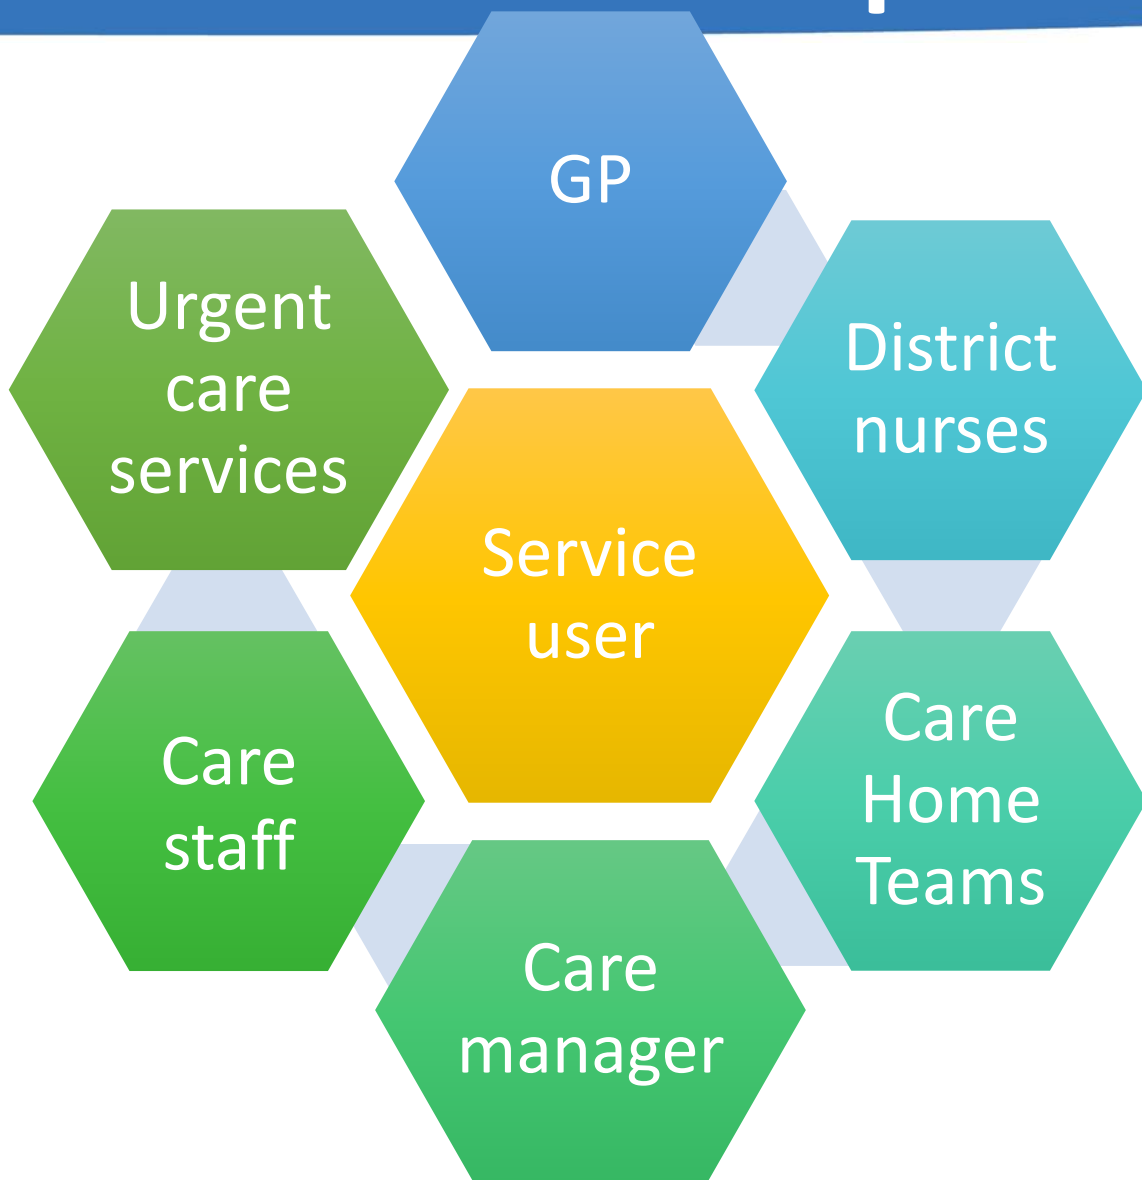 GP
Urgent
care
services
District
nurses
Service
user
Care
staff
Care
Home
Teams
Care
manager